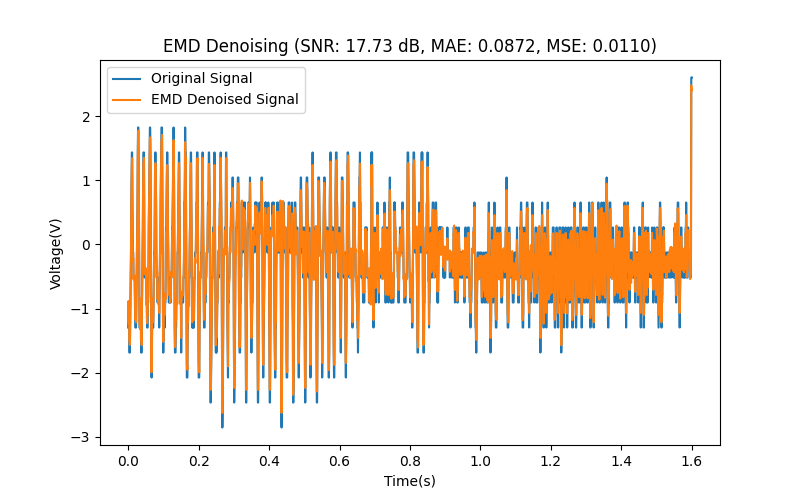 EMD Denoising (SNR: 17.73 dB, MAE: 0.0872, MSE: 0.0110)
Original Signal
EMD Denoised Signal
2
1
0
−1
−2
−3
Voltage(V)
0.0 0.2 0.4 0.6 0.8 1.0 1.2 1.4 1.6
Time(s)